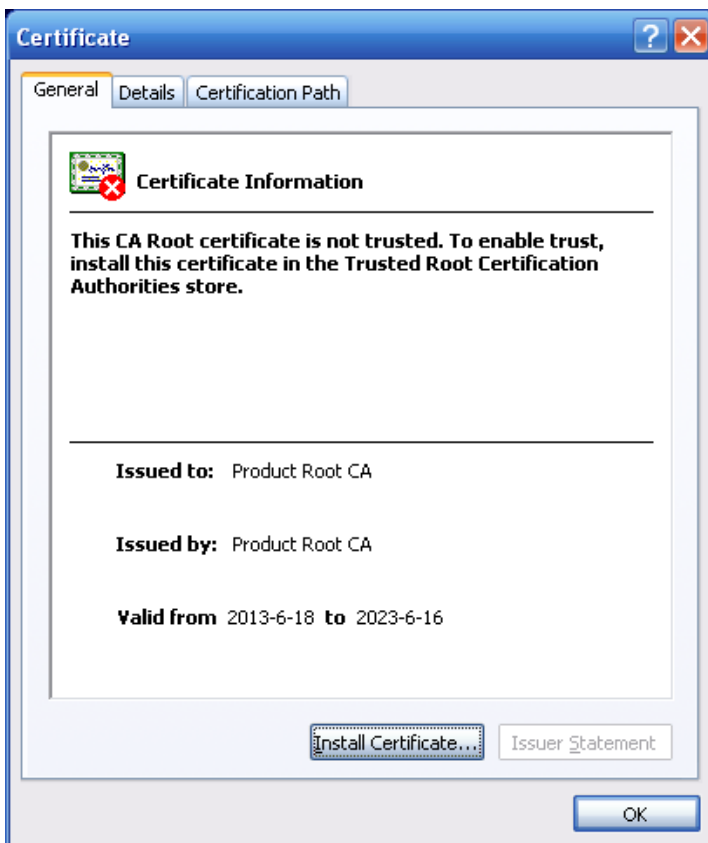 Certificate
General Details Certification Path
Certificate Information
This CA Root certificate is not trusted. To enable trust,
install this certificate in the Trusted Root Certification
Authorities store.
Issued to: Product Root CA
Issued by: Product Root CA
Valid from 2013-6-18 to 2023-6-16
Install Certificate... Issuer Statement
OK